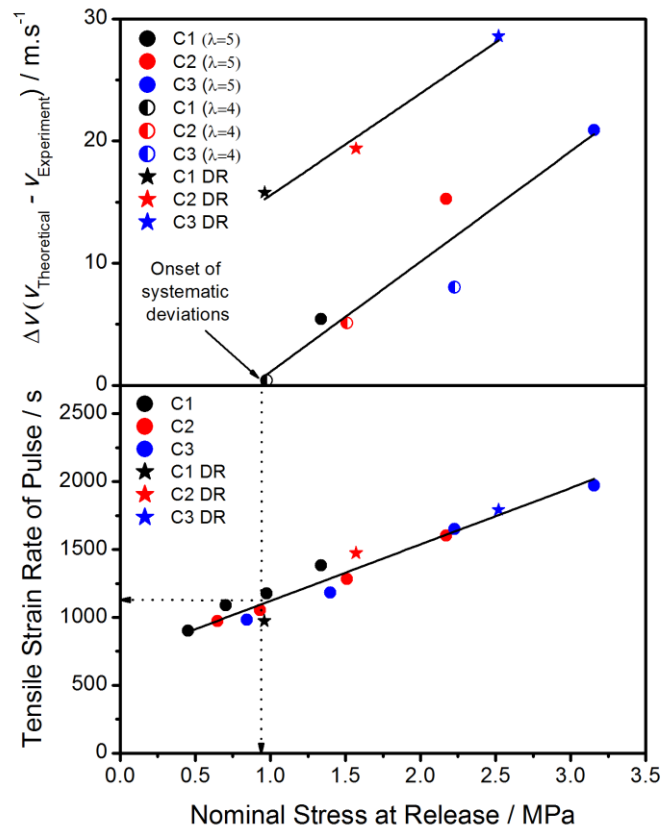 30
20
10
0
Δv (vTheoretical - vExperiment) / m.s⁻¹
C1 (λ=5)
C2 (λ=5)
C3 (λ=5)
C1 (λ=4)
C2 (λ=4)
C3 (λ=4)
C1 DR
C2 DR
C3 DR
Onset of
systematic
deviations
2500
2000
1500
1000
500
0
Tensile Strain Rate of Pulse / s
C1
C2
C3
C1 DR
C2 DR
C3 DR
0.0 0.5 1.0 1.5 2.0 2.5 3.0 3.5
Nominal Stress at Release / MPa